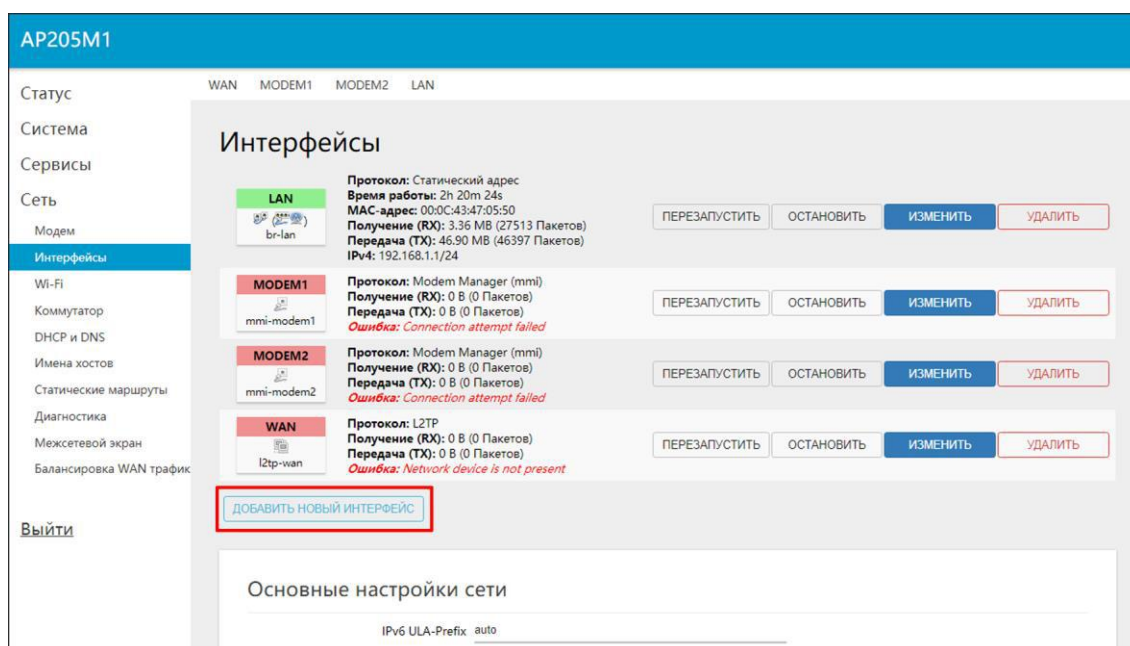 AP205M1
WAN MODEM1 MODEM2 LAN
Статус
Система
Сервисы
Сеть
Модем
Интерфейсы
Wi-Fi
Коммутатор
DHCP и DNS
Имена хостов
Статические маршруты
Диагностика
Межсетевой экран
Балансировка WAN трафик
Выйти
Интерфейсы
LAN
br-lan
Протокол: Статический адрес
Время работы: 2h 20m 24s
MAC-адрес: 00:0C:43:47:05:50
Получение (RX): 3.36 MB (27513 Пакетов)
Передача (TX): 46.90 MB (46397 Пакетов)
IPv4: 192.168.1.1/24
ПЕРЕЗАПУСТИТЬ ОСТАНОВИТЬ ИЗМЕНИТЬ УДАЛИТЬ
MODEM1
mmi-modem1
Протокол: Modem Manager (mmi)
Получение (RX): 0 B (0 Пакетов)
Передача (TX): 0 B (0 Пакетов)
Ошибка: Connection attempt failed
ПЕРЕЗАПУСТИТЬ ОСТАНОВИТЬ ИЗМЕНИТЬ УДАЛИТЬ
MODEM2
mmi-modem2
Протокол: Modem Manager (mmi)
Получение (RX): 0 B (0 Пакетов)
Передача (TX): 0 B (0 Пакетов)
Ошибка: Connection attempt failed
ПЕРЕЗАПУСТИТЬ ОСТАНОВИТЬ ИЗМЕНИТЬ УДАЛИТЬ
WAN
l2tp-wan
Протокол: L2TP
Получение (RX): 0 B (0 Пакетов)
Передача (TX): 0 B (0 Пакетов)
Ошибка: Network device is not present
ПЕРЕЗАПУСТИТЬ ОСТАНОВИТЬ ИЗМЕНИТЬ УДАЛИТЬ
ДОБАВИТЬ НОВЫЙ ИНТЕРФЕЙС
Основные настройки сети
IPv6 ULA-Prefix auto